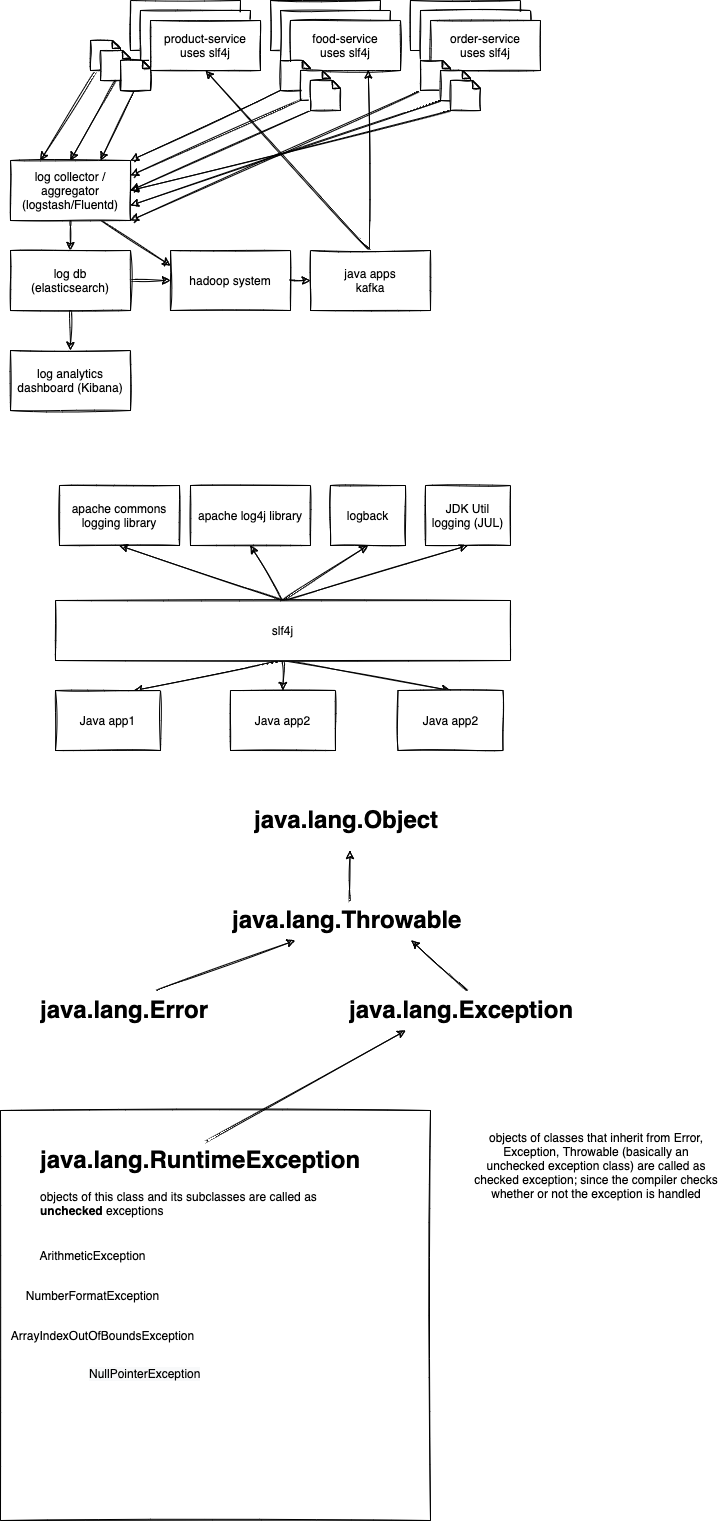 product-service
uses slf4j
food-service
uses slf4j
order-service
uses slf4j
log collector /
aggregator
(logstash/Fluentd)
log db
(elasticsearch)
hadoop system
java apps
kafka
log analytics
dashboard (Kibana)
apache commons
logging library
apache log4j library
logback
JDK Util
logging (JUL)
slf4j
Java app1
Java app2
Java app2
java.lang.Object
java.lang.Throwable
java.lang.Error
java.lang.Exception
java.lang.RuntimeException
objects of this class and its subclasses are called as
unchecked exceptions
ArithmeticException
NumberFormatException
ArrayIndexOutOfBoundsException
NullPointerException
objects of classes that inherit from Error,
Exception, Throwable (basically an
unchecked exception class) are called as
checked exception; since the compiler checks
whether or not the exception is handled